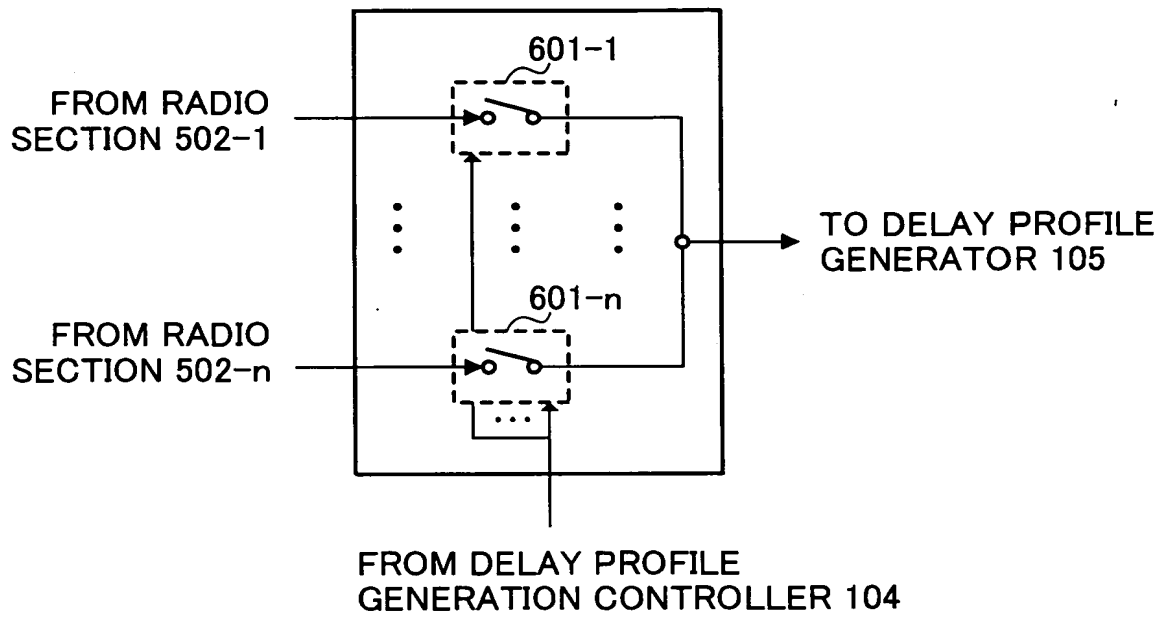 601-1
FROM RADIO
SECTION 502-1
TO DELAY PROFILE
GENERATOR 105
601-n
FROM RADIO
SECTION 502-n
FROM DELAY PROFILE
GENERATION CONTROLLER 104